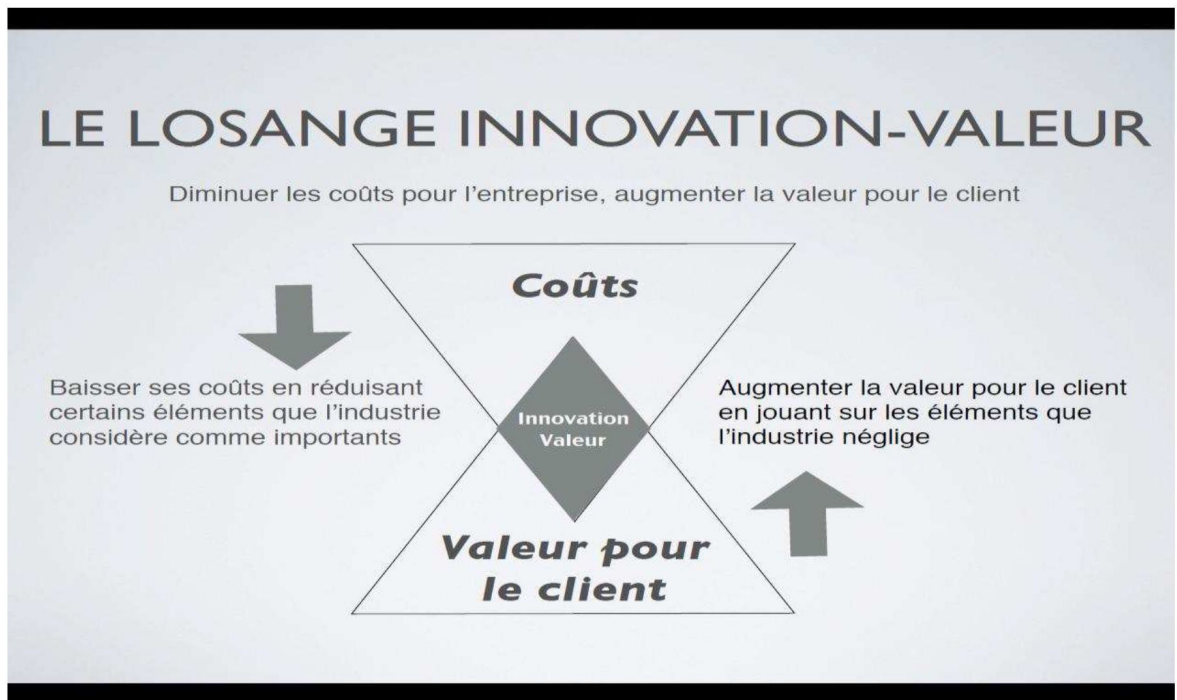 LE LOSANGE INNOVATION-VALEUR
Diminuer les coûts pour l'entreprise, augmenter la valeur pour le client
Coûts
Baisser ses coûts en réduisant
certains éléments que l'industrie
considère comme importants
Innovation
Valeur
Augmenter la valeur pour le client
en jouant sur les éléments que
l'industrie néglige
Valeur pour
le client